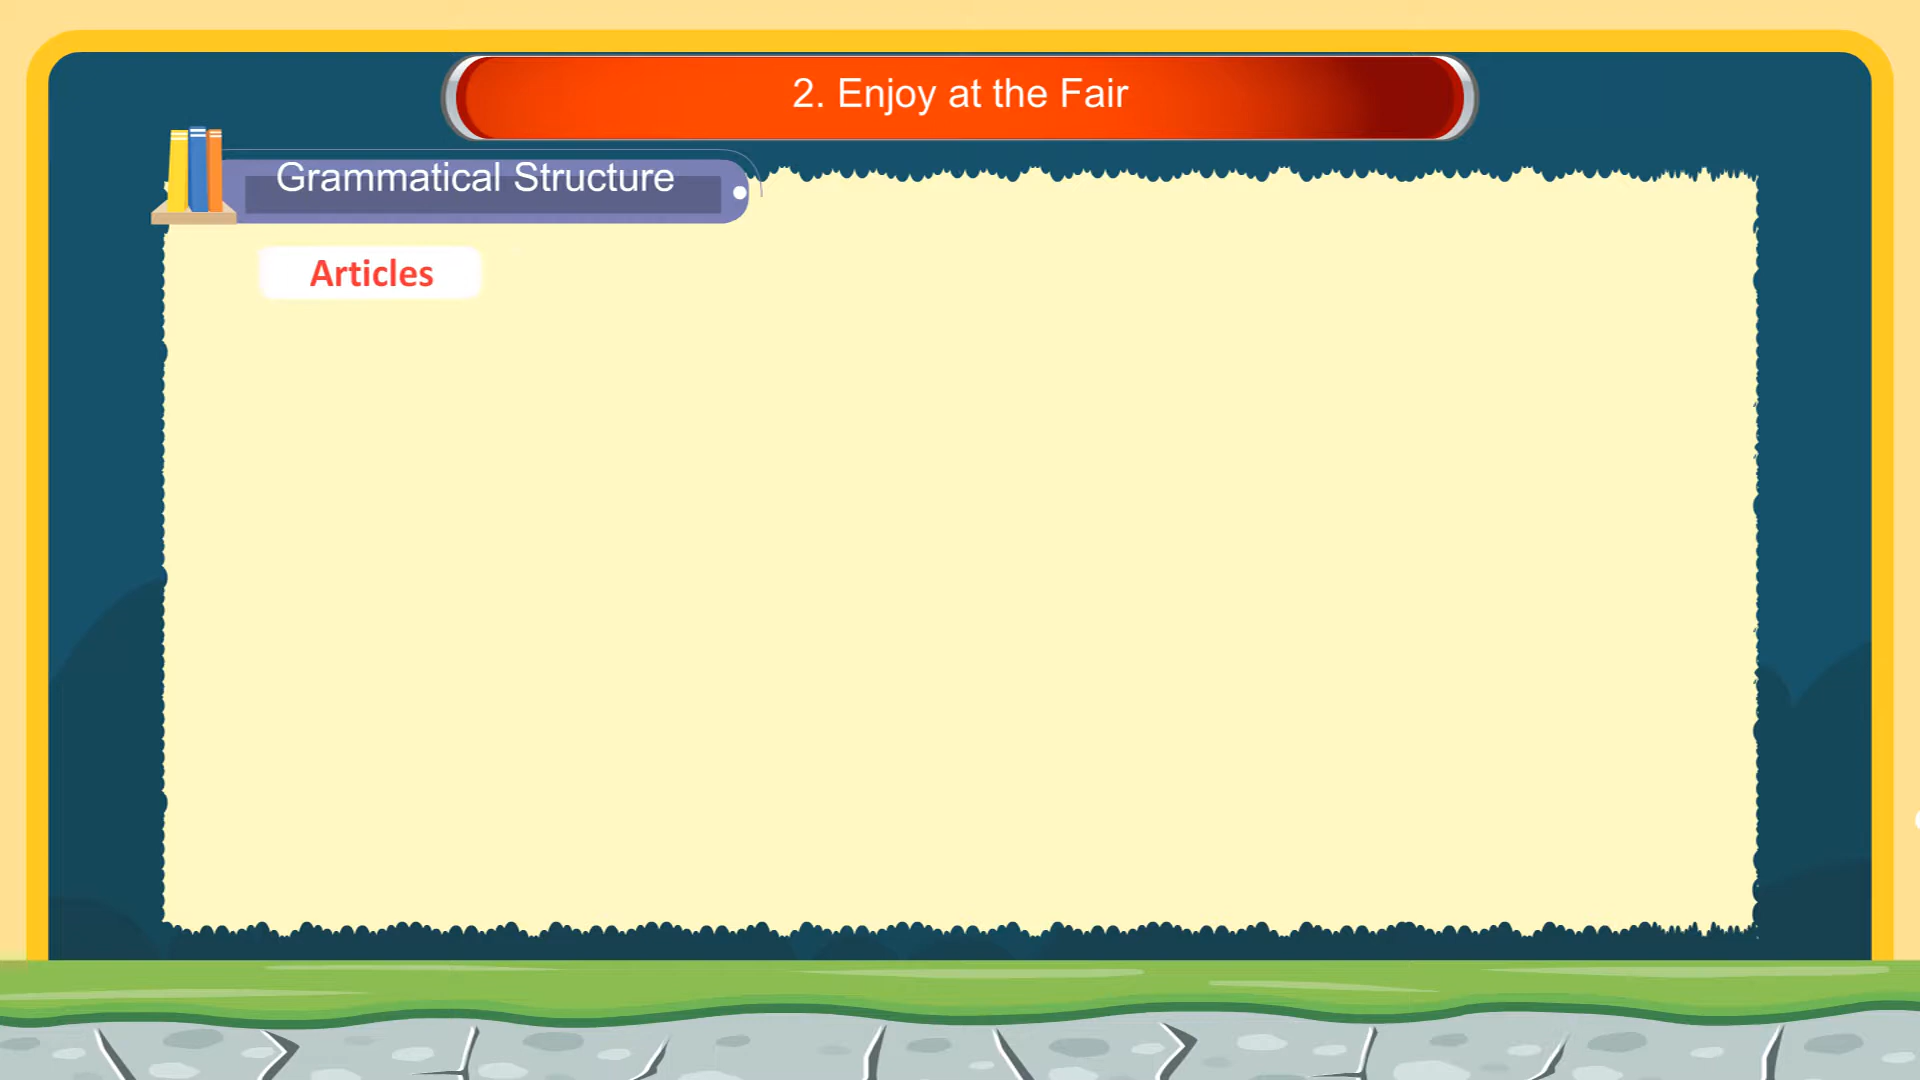 2. Enjoy at the Fair
Grammatical Structure
Articles